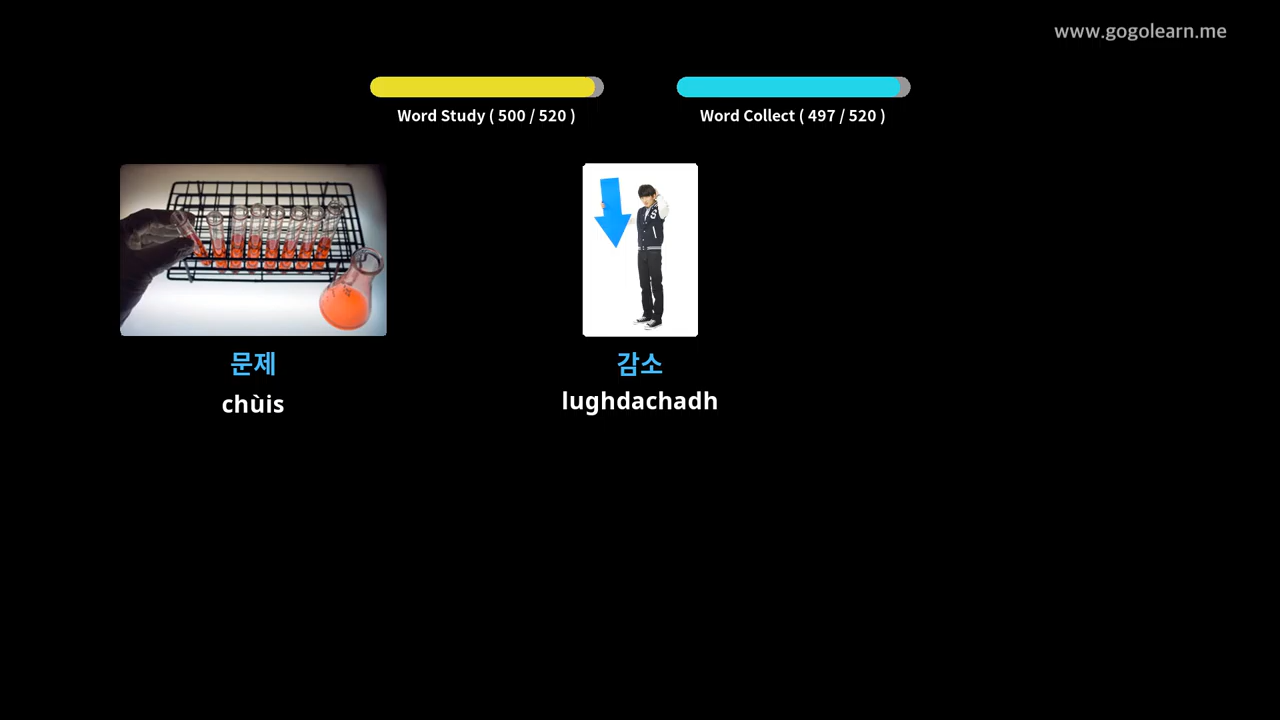 www.gogolearn.me
Word Study ( 500 / 520 )
Word Collect ( 497 / 520 )
문제
chùis
감소
lughdachadh